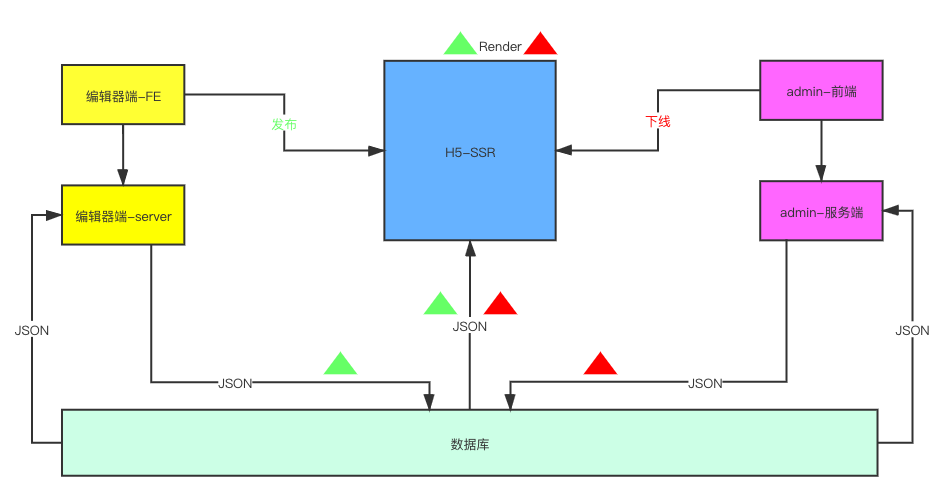 Render
编辑器端-FE
admin-前端
发布
下线
H5-SSR
编辑器端-server
admin-服务端
JSON
JSON
JSON
JSON
JSON
数据库